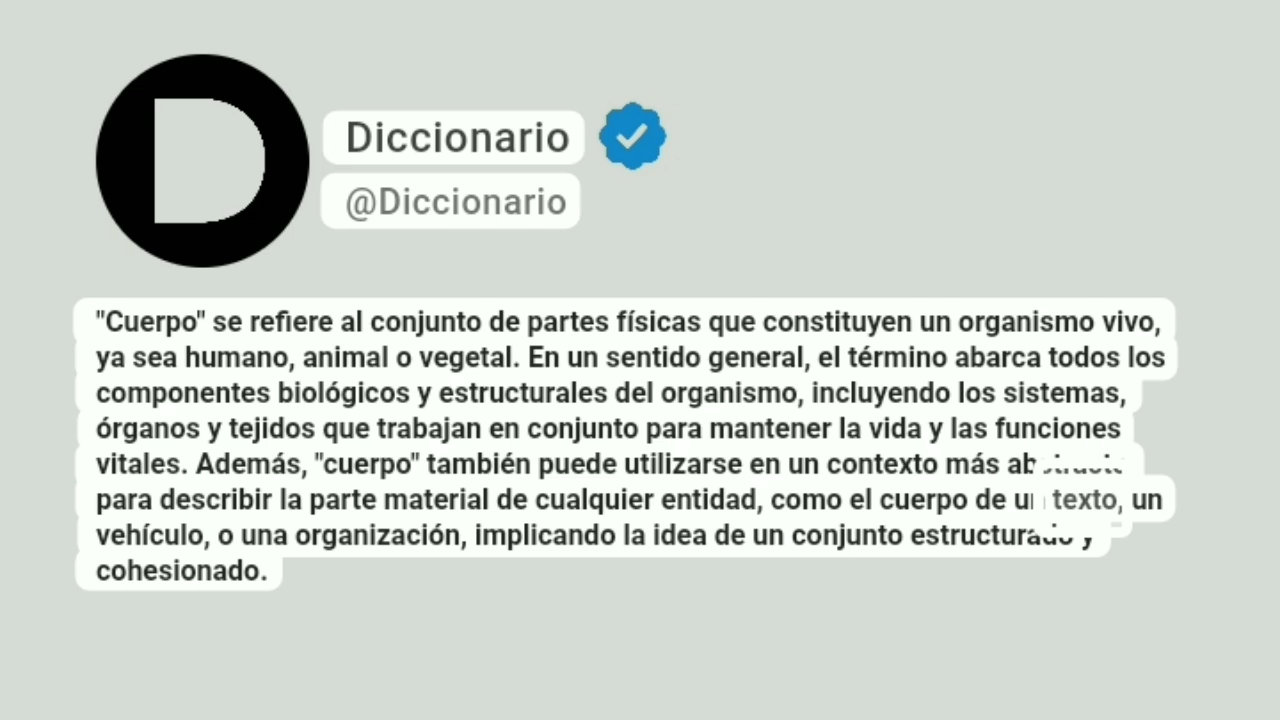 D
Diccionario
@Diccionario
"Cuerpo" se refiere al conjunto de partes físicas que constituyen un organismo vivo,
ya sea humano, animal o vegetal. En un sentido general, el término abarca todos los
componentes biológicos y estructurales del organismo, incluyendo los sistemas,
órganos y tejidos que trabajan en conjunto para mantener la vida y las funciones
vitales. Además, "cuerpo" también puede utilizarse en un contexto más
para describir la parte material de cualquier entidad, como el cuerpo de un texto, un
vehículo, o una organización, implicando la idea de un conjunto estructurado y
cohesionado.